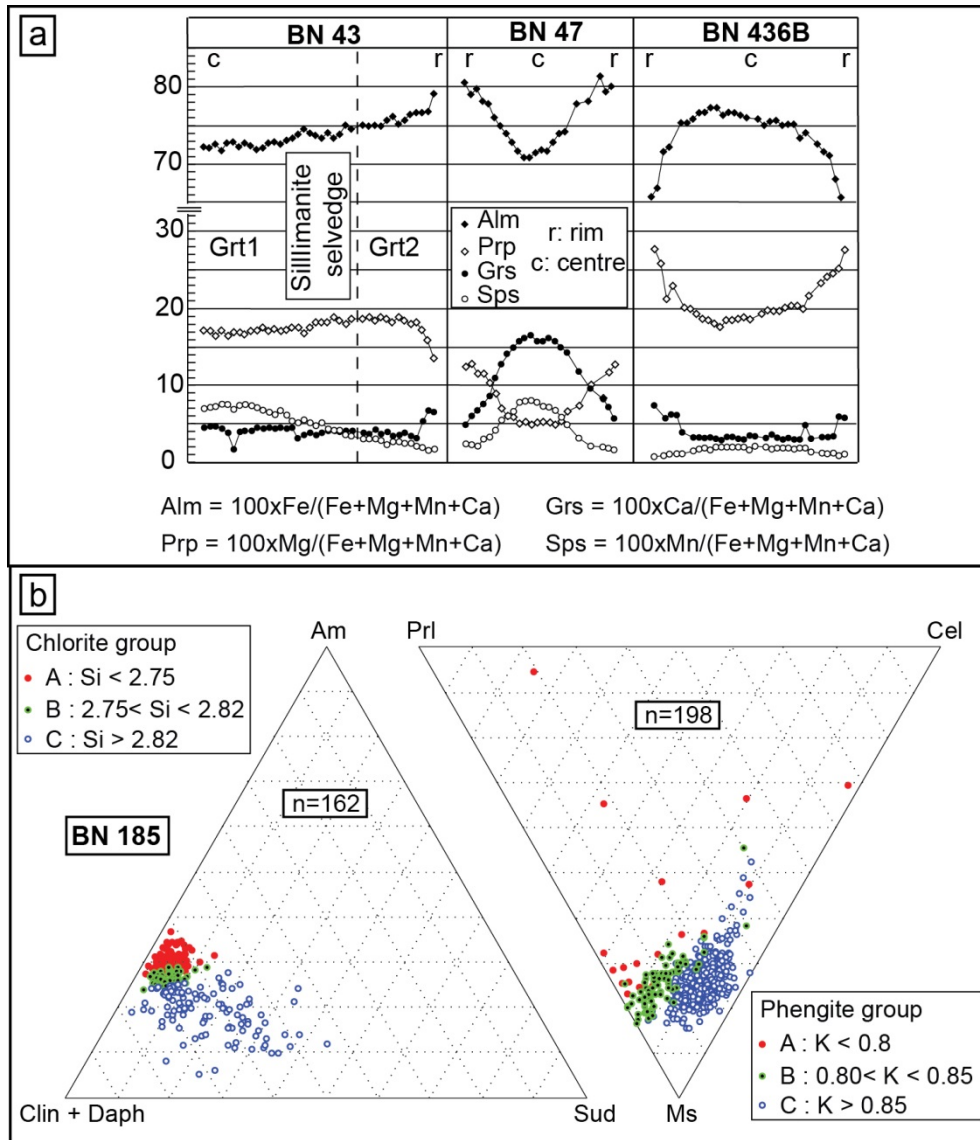 a
BN 43
BN 47
BN 436B
c
r
c
r
r
c
r
80
70
30
20
10
0
Grt1
Silllimanite
selvedge
Grt2
Alm
Prp
Grs
Sps
r: rim
c: centre
Alm = 100xFe/(Fe+Mg+Mn+Ca)
Grs = 100xCa/(Fe+Mg+Mn+Ca)
Prp = 100xMg/(Fe+Mg+Mn+Ca)
Sps = 100xMn/(Fe+Mg+Mn+Ca)
b
Chlorite group
A : Si < 2.75
B : 2.75< Si < 2.82
C : Si > 2.82
Am
Prl
Cel
n=162
n=198
BN 185
Clin + Daph
Sud
Ms
Phengite group
A : K < 0.8
B : 0.80< K < 0.85
C : K > 0.85